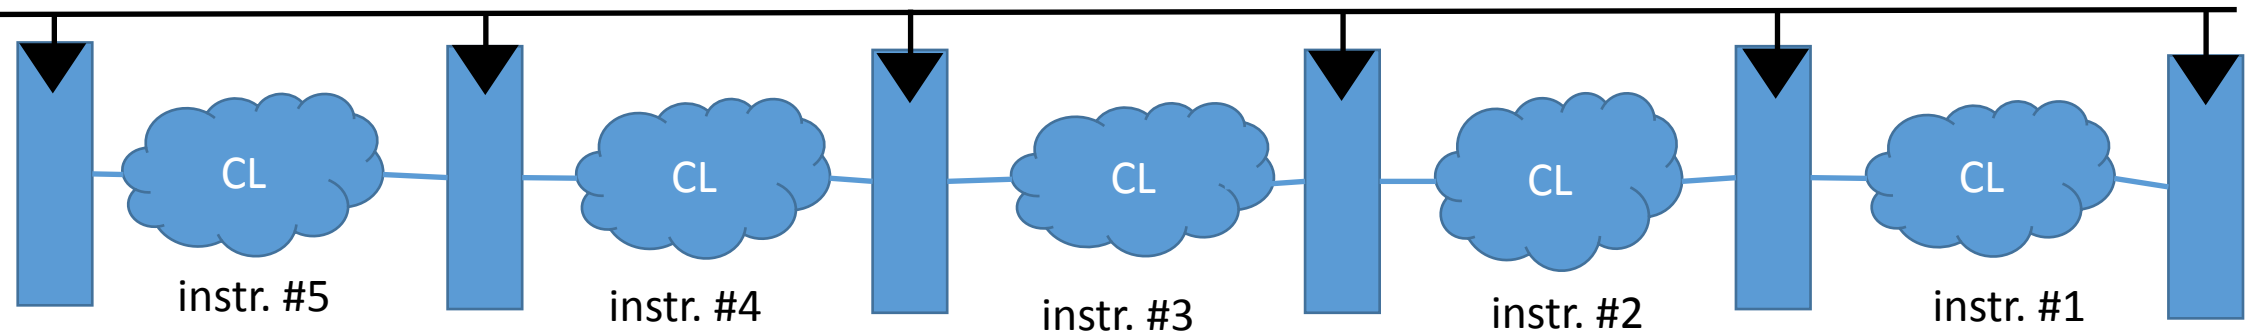 CL
CL
CL
CL
CL
instr. #5
instr. #4
instr. #3
instr. #2
instr. #1